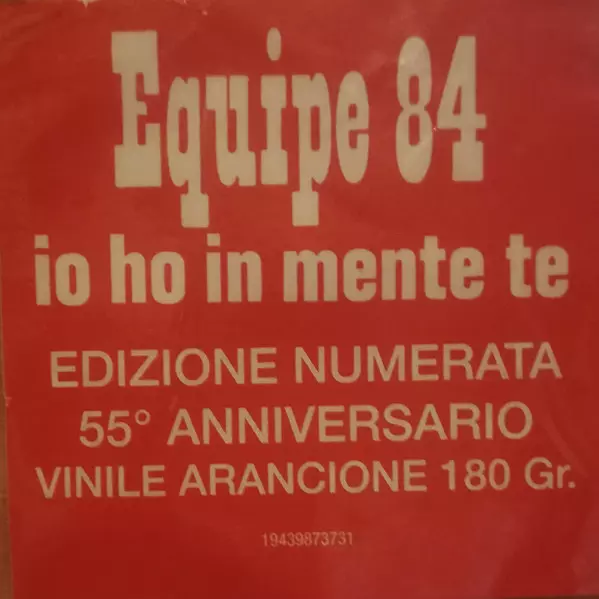 Equipe 84
io ho in mente te
EDIZIONE NUMERATA
55° ANNIVERSARIO
VINILE ARANCIONE 180 Gr.
19439873731